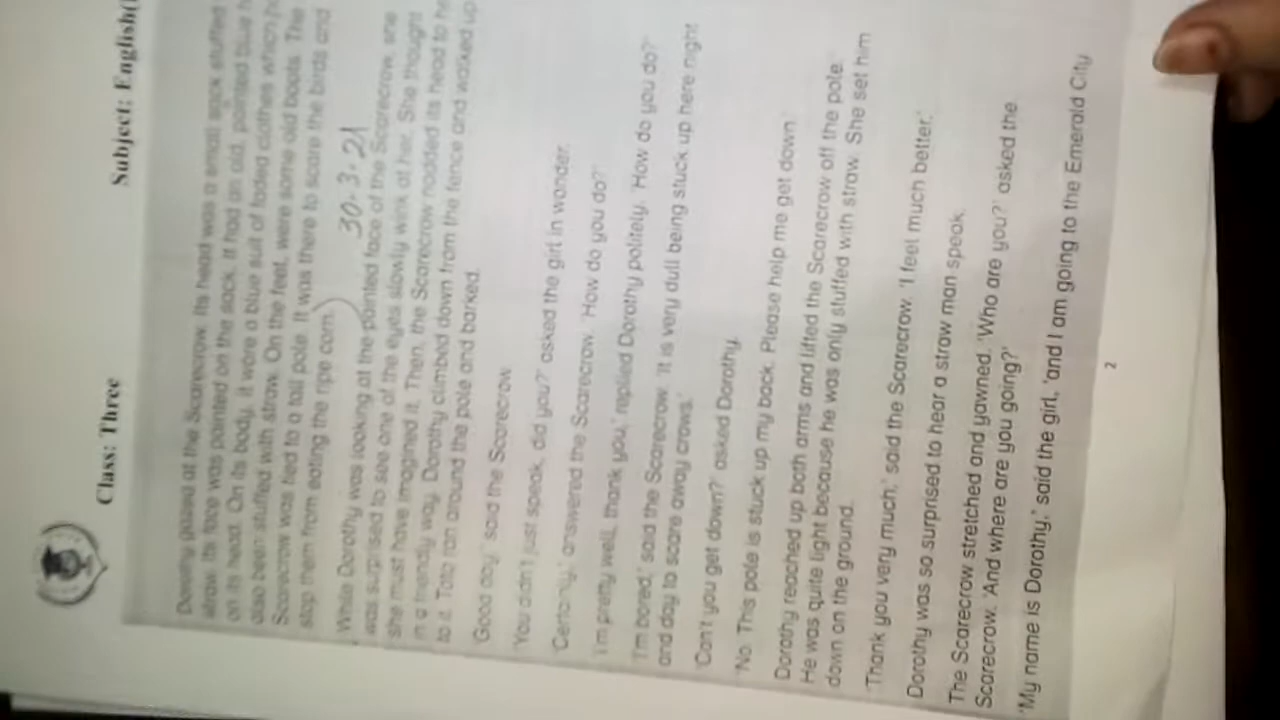 Class: Three Subject: English(
Dorothy gazed at the Scarecrow. Its head was a small sack stuffed
straw. Its face was painted on the sack. It had an old, pointed blue h
on its head. On its body, it wore a blue suit of faded clothes which h
also been stuffed with straw. On the feet, were some old boots. The
Scarecrow was tied to a tall pole. It was there to scare the birds and
stop them from eating the ripe corn.
30.3.21
While Dorothy was looking at the painted face of the Scarecrow, she
was surprised to see one of the eyes slowly wink at her. She thought
she must have imagined it. Then, the Scarecrow nodded its head to he
in a friendly way. Dorothy climbed down from the fence and walked up
to it. Toto ran around the pole and barked.
'Good day,' said the Scarecrow.
'You didn't just speak, did you?' asked the girl in wonder.
'Certainly,' answered the Scarecrow. 'How do you do?'
'I'm pretty well, thank you,' replied Dorothy politely. 'How do you do?'
'I'm bored,' said the Scarecrow. 'It is very dull being stuck up here night
and day to scare away crows.'
'Can't you get down?' asked Dorothy.
'No. This pole is stuck up my back. Please help me get down.'
Dorothy reached up both arms and lifted the Scarecrow off the pole.
He was quite light because he was only stuffed with straw. She set him
down on the ground.
'Thank you very much,' said the Scarecrow. 'I feel much better.'
Dorothy was so surprised to hear a straw man speak.
The Scarecrow stretched and yawned. 'Who are you?' asked the
Scarecrow. 'And where are you going?'
'My name is Dorothy,' said the girl, 'and I am going to the Emerald City
2